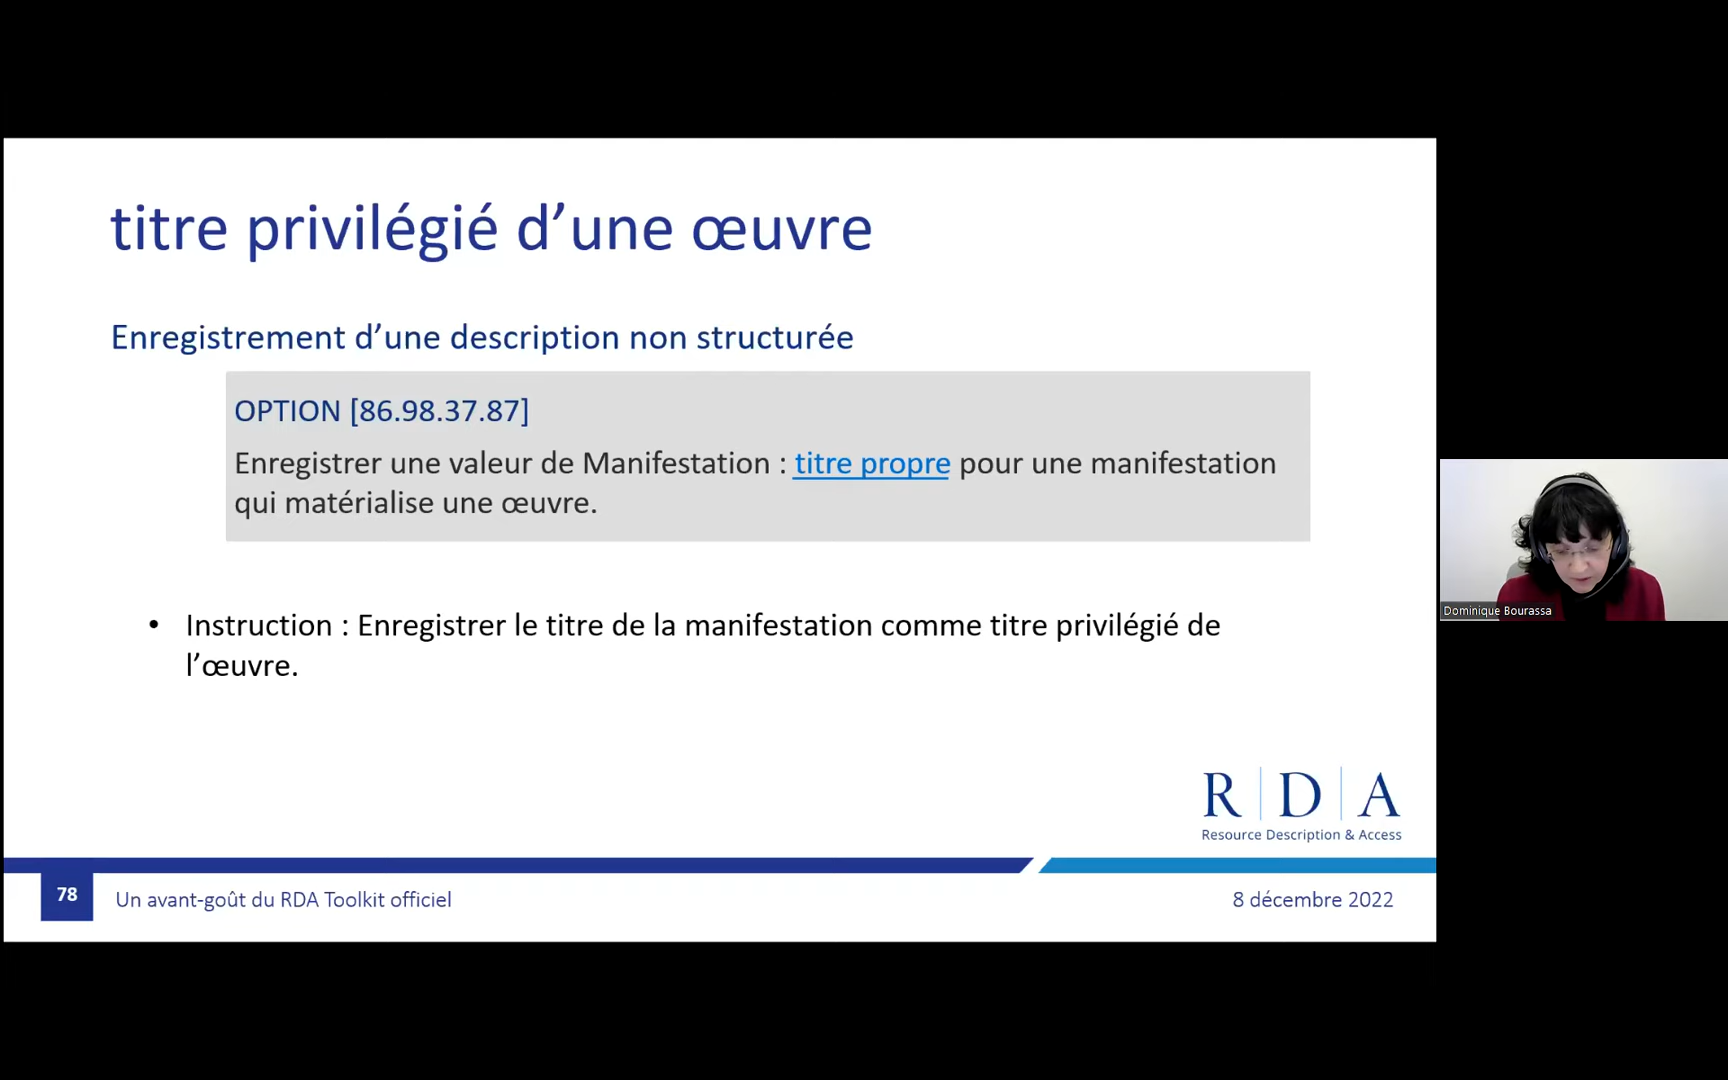 titre privilégié d’une œuvre
Enregistrement d’une description non structurée
OPTION [86.98.37.87]
Enregistrer une valeur de Manifestation : titre propre pour une manifestation
qui matérialise une œuvre.
• Instruction : Enregistrer le titre de la manifestation comme titre privilégié de
l’œuvre.
R | D | A
Resource Description & Access
78
Un avant-goût du RDA Toolkit officiel
8 décembre 2022
Dominique Bourassa